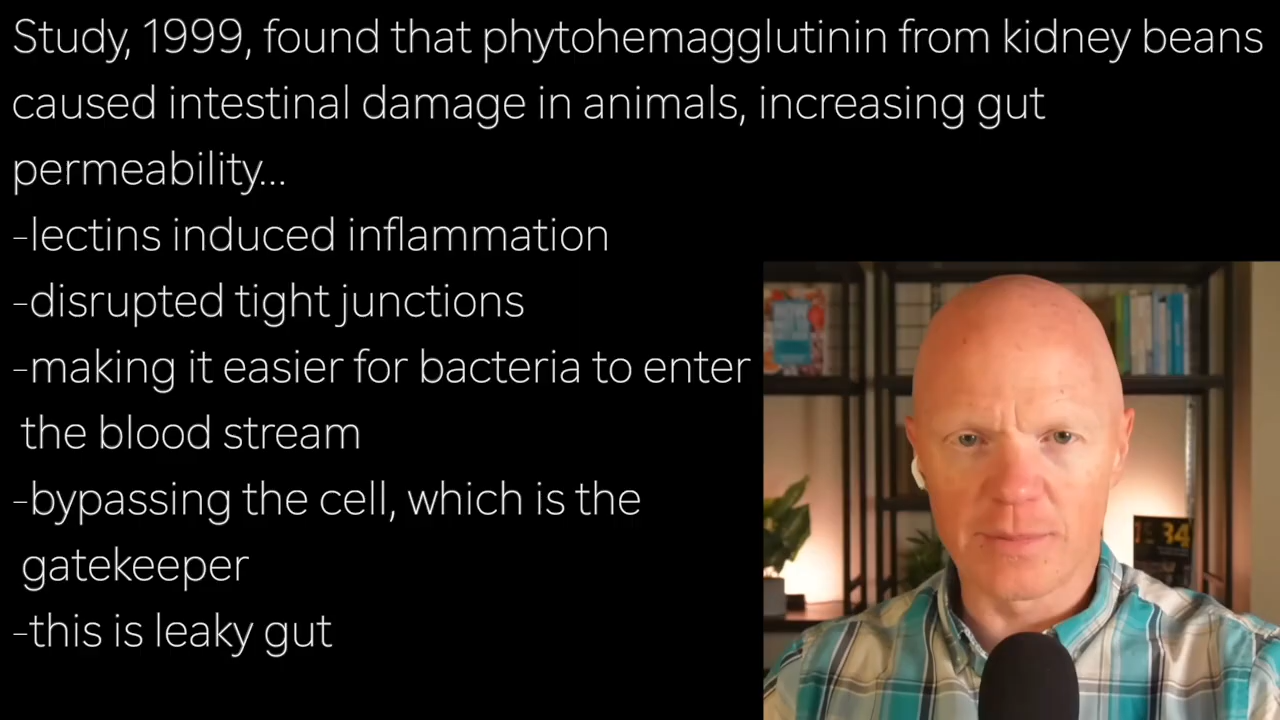 Study, 1999, found that phytohemagglutinin from kidney beans
caused intestinal damage in animals, increasing gut
permeability...
-lectins induced inflammation
-disrupted tight junctions
-making it easier for bacteria to enter
the blood stream
-bypassing the cell, which is the
gatekeeper
-this is leaky gut
34